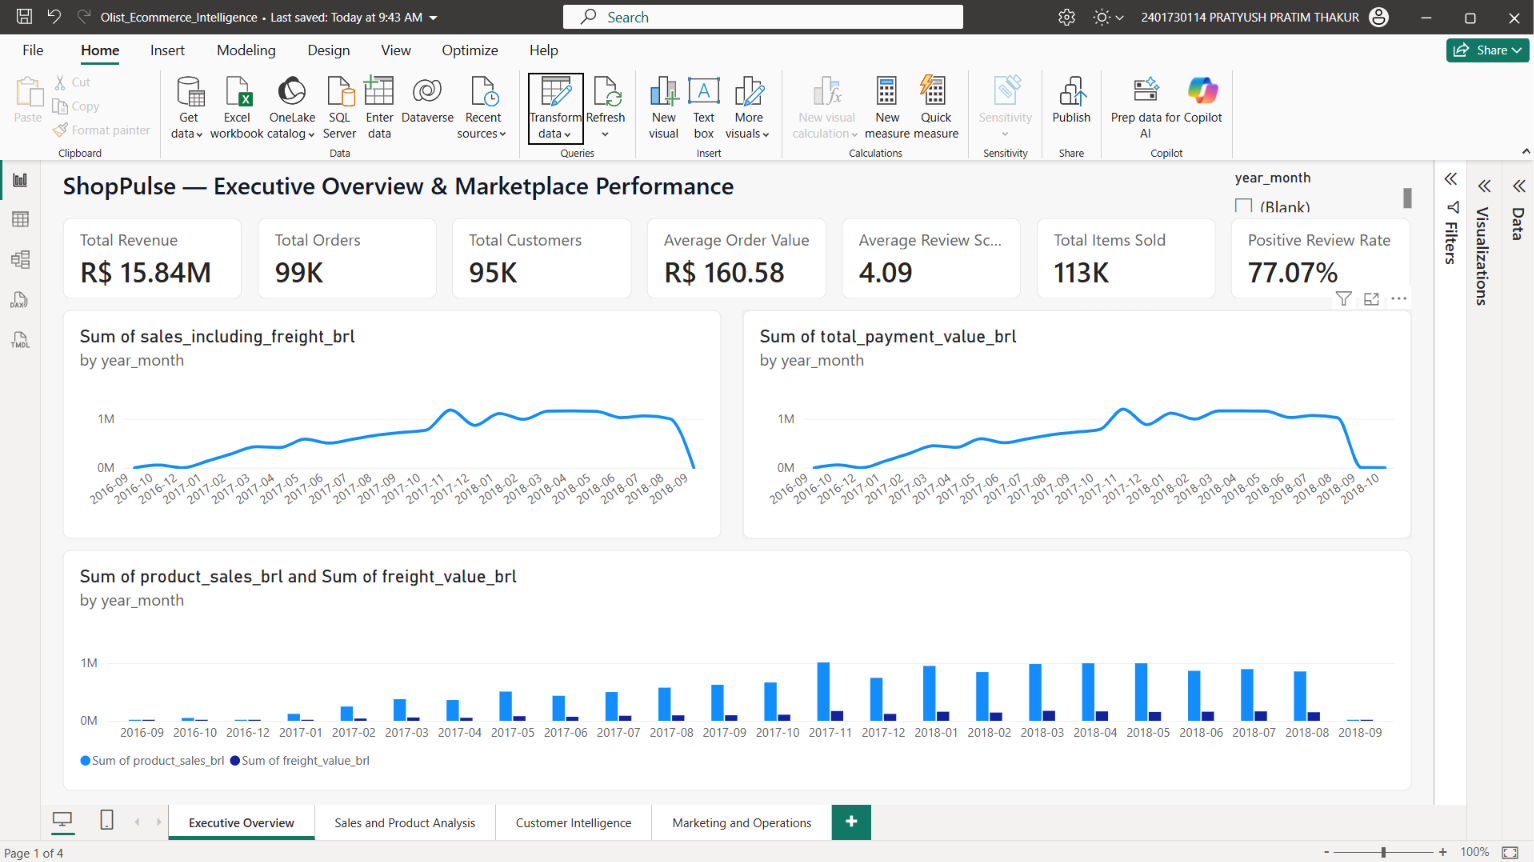 Olist_Ecommerce_Intelligence • Last saved: Today at 9:43 AM
Search
2401730114 PRATYUSH PRATIM THAKUR
File Home Insert Modeling Design View Optimize Help
Share
Paste
Cut
Copy
Format painter
Clipboard
Get data
Excel workbook
OneLake catalog
SQL Server
Enter data
Dataverse
Recent sources
Data
Transform data
Refresh
Queries
New visual
Text box
More visuals
Insert
New visual calculation
New measure
Quick measure
Calculations
Sensitivity
Sensitivity
Publish
Share
Prep data for AI
Copilot
Copilot
DAX
TMDL
ShopPulse — Executive Overview & Marketplace Performance
year_month
(Blank)
Total Revenue
R$ 15.84M
Total Orders
99K
Total Customers
95K
Average Order Value
R$ 160.58
Average Review Sc...
4.09
Total Items Sold
113K
Positive Review Rate
77.07%
Filters
Visualizations
Data
Sum of sales_including_freight_brl
by year_month
1M
0M
2016-09 2016-10 2016-12 2017-01 2017-02 2017-03 2017-04 2017-05 2017-06 2017-07 2017-08 2017-09 2017-10 2017-11 2017-12 2018-01 2018-02 2018-03 2018-04 2018-05 2018-06 2018-07 2018-08 2018-09
Sum of total_payment_value_brl
by year_month
1M
0M
2016-09 2016-10 2016-12 2017-01 2017-02 2017-03 2017-04 2017-05 2017-06 2017-07 2017-08 2017-09 2017-10 2017-11 2017-12 2018-01 2018-02 2018-03 2018-04 2018-05 2018-06 2018-07 2018-08 2018-09 2018-10
Sum of product_sales_brl and Sum of freight_value_brl
by year_month
1M
0M
2016-09 2016-10 2016-12 2017-01 2017-02 2017-03 2017-04 2017-05 2017-06 2017-07 2017-08 2017-09 2017-10 2017-11 2017-12 2018-01 2018-02 2018-03 2018-04 2018-05 2018-06 2018-07 2018-08 2018-09
Sum of product_sales_brl Sum of freight_value_brl
Executive Overview
Sales and Product Analysis
Customer Intelligence
Marketing and Operations
Page 1 of 4
- + 100%